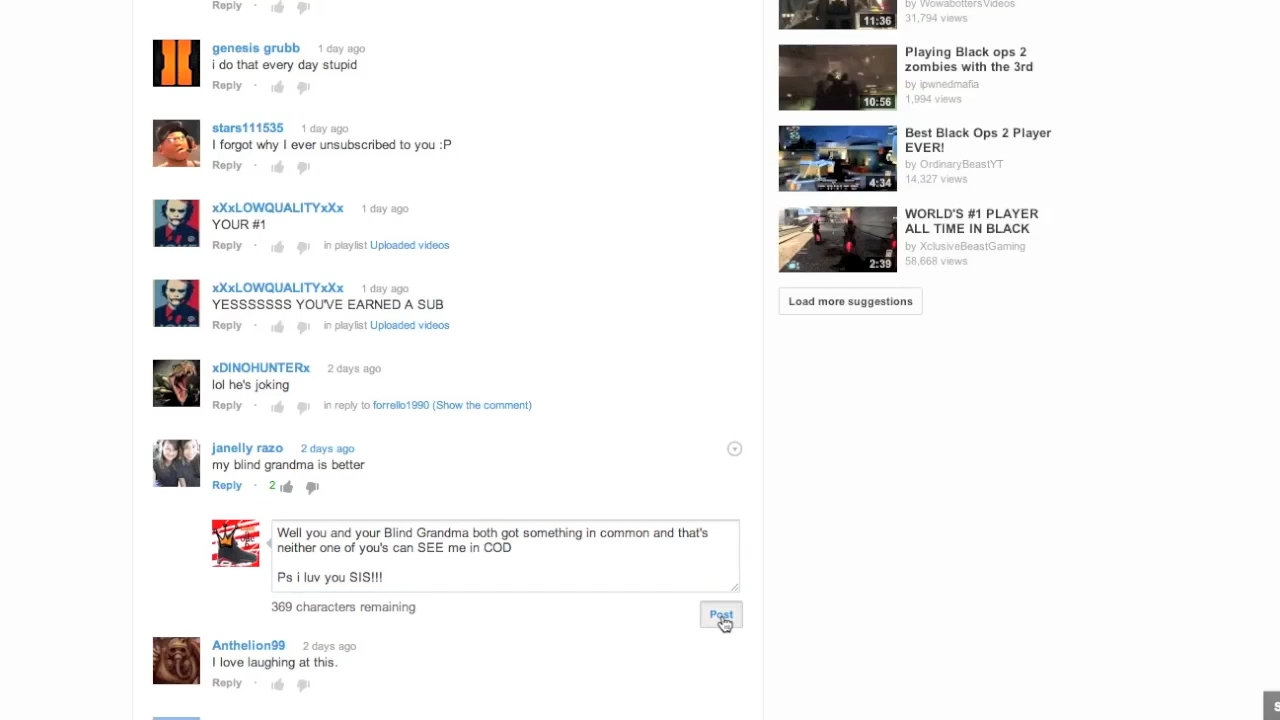 Reply ·
genesis grubb 1 day ago
i do that every day stupid
Reply ·
stars111535 1 day ago
I forgot why I ever unsubscribed to you :P
Reply ·
xXxLOWQUALITYxXx 1 day ago
YOUR #1
Reply · in playlist Uploaded videos
xXxLOWQUALITYxXx 1 day ago
YESSSSSSS YOU'VE EARNED A SUB
Reply · in playlist Uploaded videos
xDINOHUNTERx 2 days ago
lol he's joking
Reply · in reply to forrello1990 (Show the comment)
janelly razo 2 days ago
my blind grandma is better
Reply · 2
Well you and your Blind Grandma both got something in common and that's
neither one of you's can SEE me in COD
Ps i luv you SIS!!!
369 characters remaining
Post
Anthelion99 2 days ago
I love laughing at this.
Reply ·
by WowabottersVideos
11:36
31,794 views
Playing Black ops 2
zombies with the 3rd
by ipwnedmafia
10:56
1,994 views
Best Black Ops 2 Player
EVER!
by OrdinaryBeastYT
4:34
14,327 views
WORLD'S #1 PLAYER
ALL TIME IN BLACK
by XclusiveBeastGaming
2:39
58,668 views
Load more suggestions